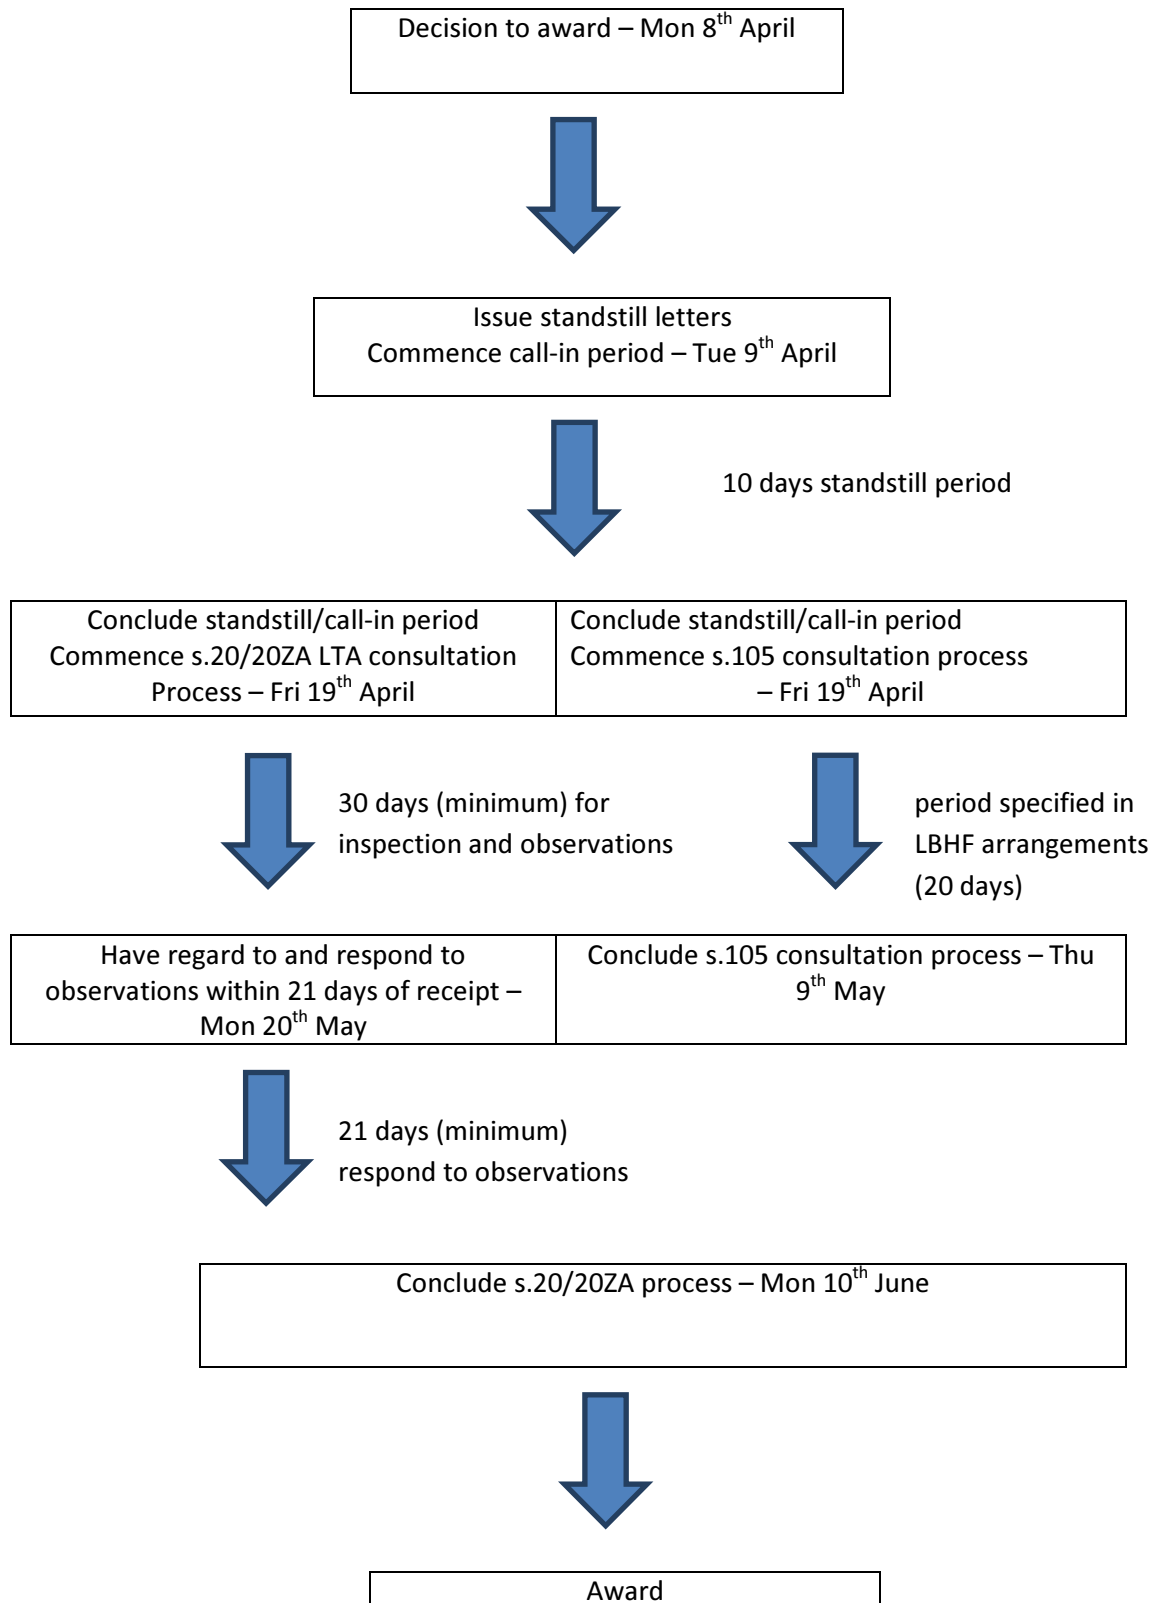 Decision to award – Mon 8th April
Issue standstill letters
Commence call-in period – Tue 9th April
10 days standstill period
Conclude standstill/call-in period
Commence s.20/20ZA LTA consultation
Process – Fri 19th April
Conclude standstill/call-in period
Commence s.105 consultation process
– Fri 19th April
30 days (minimum) for
inspection and observations
period specified in
LBHF arrangements
(20 days)
Have regard to and respond to
observations within 21 days of receipt –
Mon 20th May
Conclude s.105 consultation process – Thu
9th May
21 days (minimum)
respond to observations
Conclude s.20/20ZA process – Mon 10th June
Award